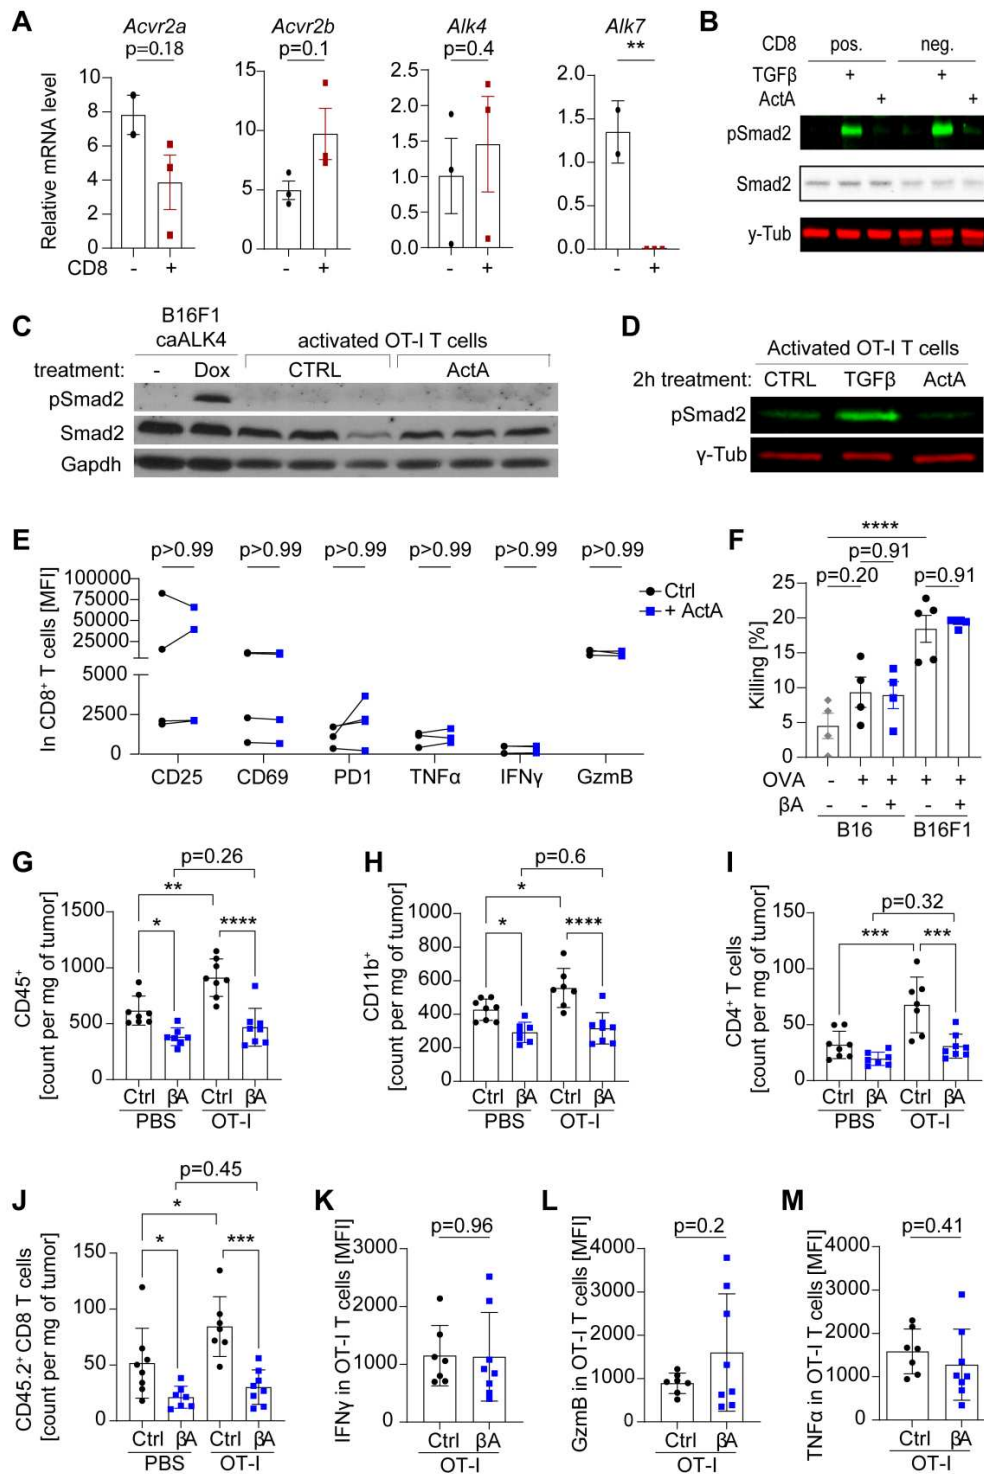 A
Acvr2a
p=0.18
Acvr2b
p=0.1
Alk4
p=0.4
Alk7
**
Relative mRNA level
10
8
6
4
2
0
15
10
5
0
2.5
2.0
1.5
1.0
0.5
0.0
2.0
1.5
1.0
0.5
0.0
CD8 - + - + - + - +
B
CD8 pos. neg.
TGFβ + +
ActA + +
pSmad2
Smad2
γ-Tub
C
B16F1
caALK4
activated OT-I T cells
treatment: - Dox CTRL ActA
pSmad2
Smad2
Gapdh
D
Activated OT-I T cells
2h treatment: CTRL TGFβ ActA
pSmad2
γ-Tub
E
p>0.99 p>0.99 p>0.99 p>0.99 p>0.99 p>0.99
In CD8+ T cells [MFI]
100000
75000
50000
25000
5000
2500
0
CD25 CD69 PD1 TNFα IFNγ GzmB
Ctrl
+ ActA
F
****
p=0.91
p=0.20 p=0.91
Killing [%]
25
20
15
10
5
0
OVA - + + + +
βA - - + - +
B16 B16F1
G
p=0.26
**
* ****
CD45+
[count per mg of tumor]
1500
1000
500
0
Ctrl βA Ctrl βA
PBS OT-I
H
p=0.6
*
* ****
CD11b+
[count per mg of tumor]
1000
800
600
400
200
0
Ctrl βA Ctrl βA
PBS OT-I
I
p=0.32
*** ***
CD4+ T cells
[count per mg of tumor]
150
100
50
0
Ctrl βA Ctrl βA
PBS OT-I
J
p=0.45
*
* ***
CD45.2+ CD8 T cells
[count per mg of tumor]
150
100
50
0
Ctrl βA Ctrl βA
PBS OT-I
K
p=0.96
IFNγ in OT-I T cells [MFI]
3000
2000
1000
0
Ctrl βA
OT-I
L
p=0.2
GzmB in OT-I T cells [MFI]
4000
3000
2000
1000
0
Ctrl βA
OT-I
M
p=0.41
TNFα in OT-I T cells [MFI]
4000
3000
2000
1000
0
Ctrl βA
OT-I